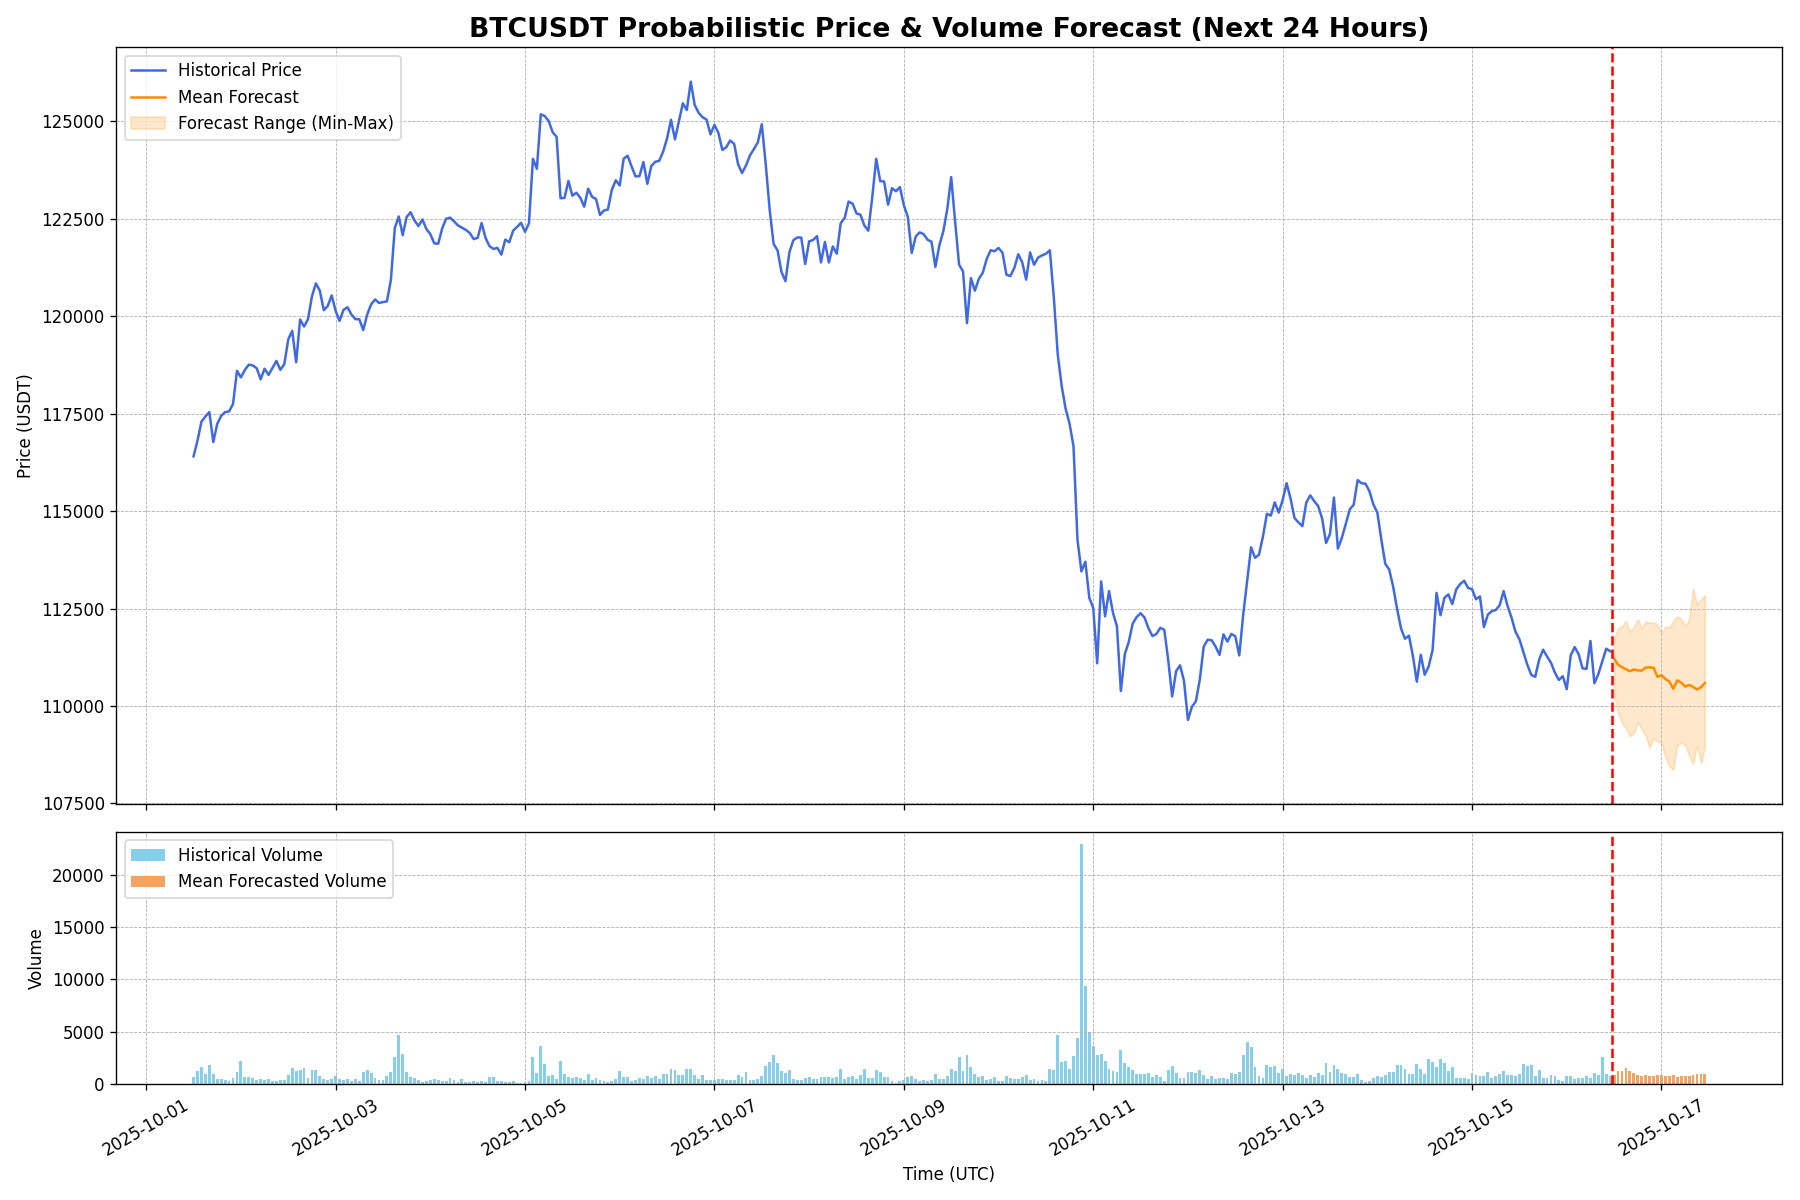 BTCUSDT Probabilistic Price & Volume Forecast (Next 24 Hours)
Historical Price
Mean Forecast
Forecast Range (Min-Max)
125000
122500
120000
117500
115000
112500
110000
107500
Price (USDT)
Historical Volume
Mean Forecasted Volume
20000
15000
10000
5000
0
Volume
2025-10-01
2025-10-03
2025-10-05
2025-10-07
2025-10-09
2025-10-11
2025-10-13
2025-10-15
2025-10-17
Time (UTC)